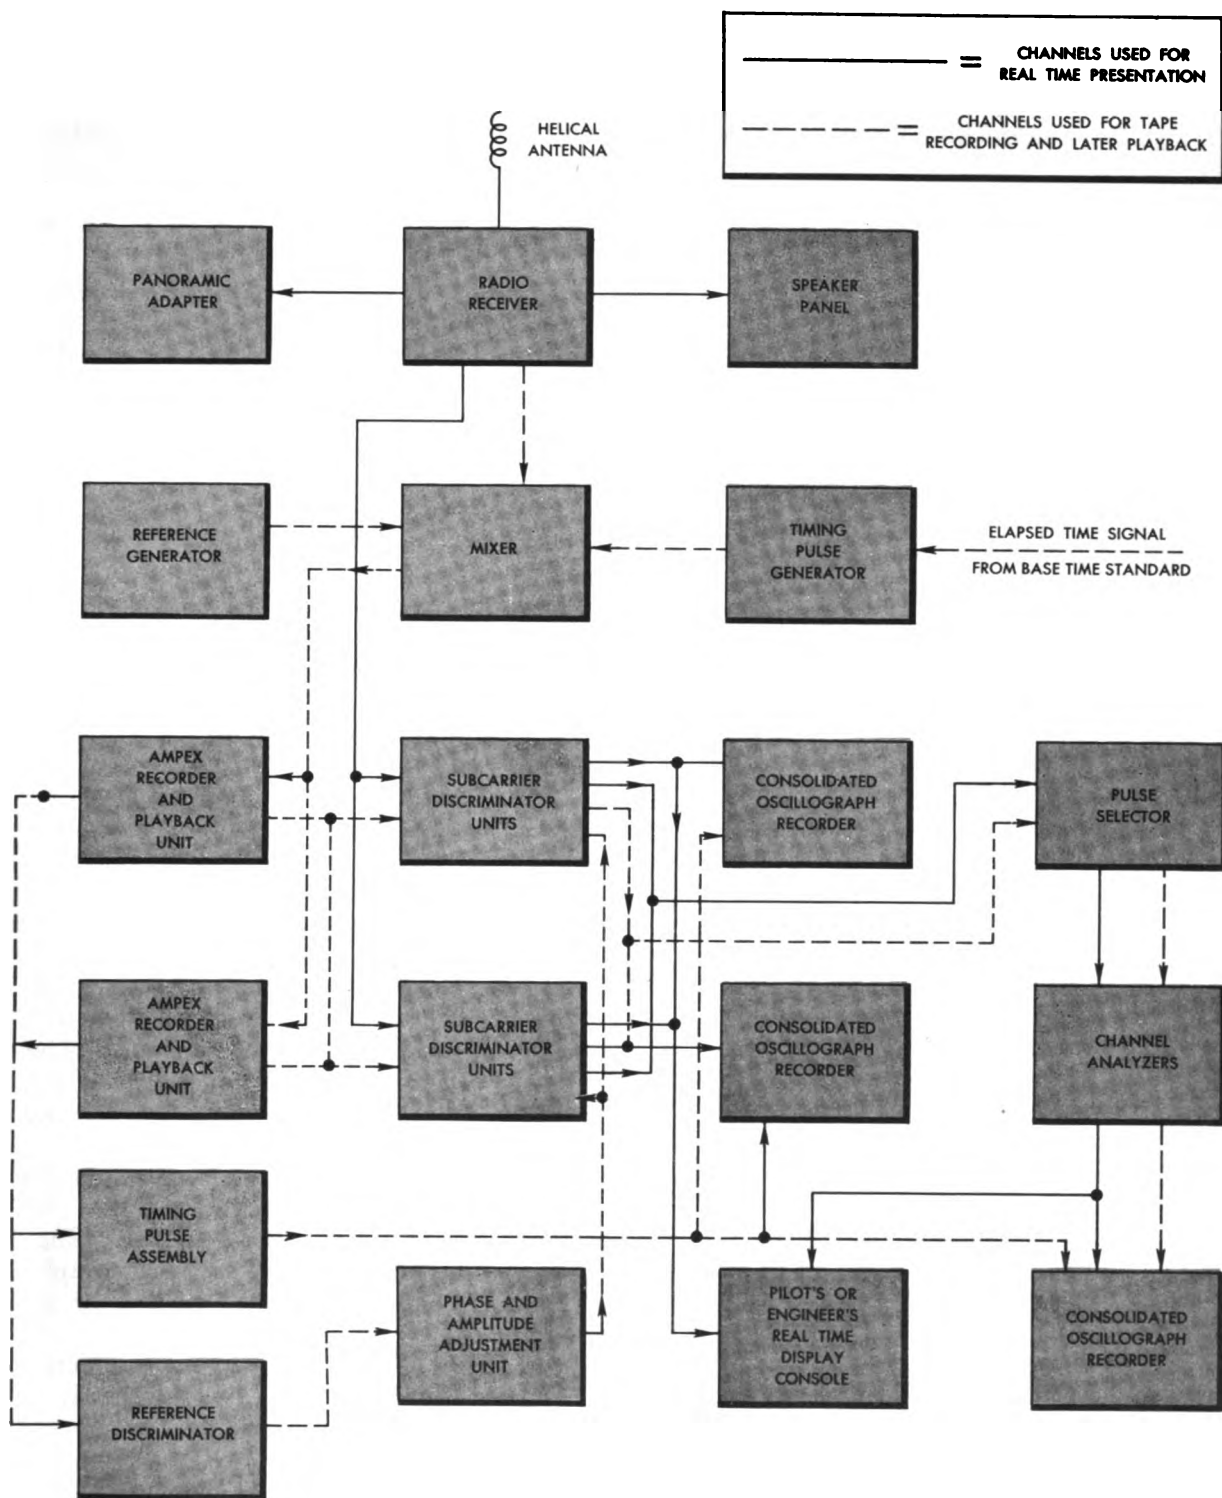 = CHANNELS USED FOR
REAL TIME PRESENTATION
= CHANNELS USED FOR TAPE
RECORDING AND LATER PLAYBACK
HELICAL
ANTENNA
PANORAMIC
ADAPTER
RADIO
RECEIVER
SPEAKER
PANEL
REFERENCE
GENERATOR
MIXER
TIMING
PULSE
GENERATOR
ELAPSED TIME SIGNAL
FROM BASE TIME STANDARD
AMPEX
RECORDER
AND
PLAYBACK
UNIT
SUBCARRIER
DISCRIMINATOR
UNITS
CONSOLIDATED
OSCILLOGRAPH
RECORDER
PULSE
SELECTOR
AMPEX
RECORDER
AND
PLAYBACK
UNIT
SUBCARRIER
DISCRIMINATOR
UNITS
CONSOLIDATED
OSCILLOGRAPH
RECORDER
CHANNEL
ANALYZERS
TIMING
PULSE
ASSEMBLY
PHASE AND
AMPLITUDE
ADJUSTMENT
UNIT
PILOT'S OR
ENGINEER'S
REAL TIME
DISPLAY
CONSOLE
CONSOLIDATED
OSCILLOGRAPH
RECORDER
REFERENCE
DISCRIMINATOR